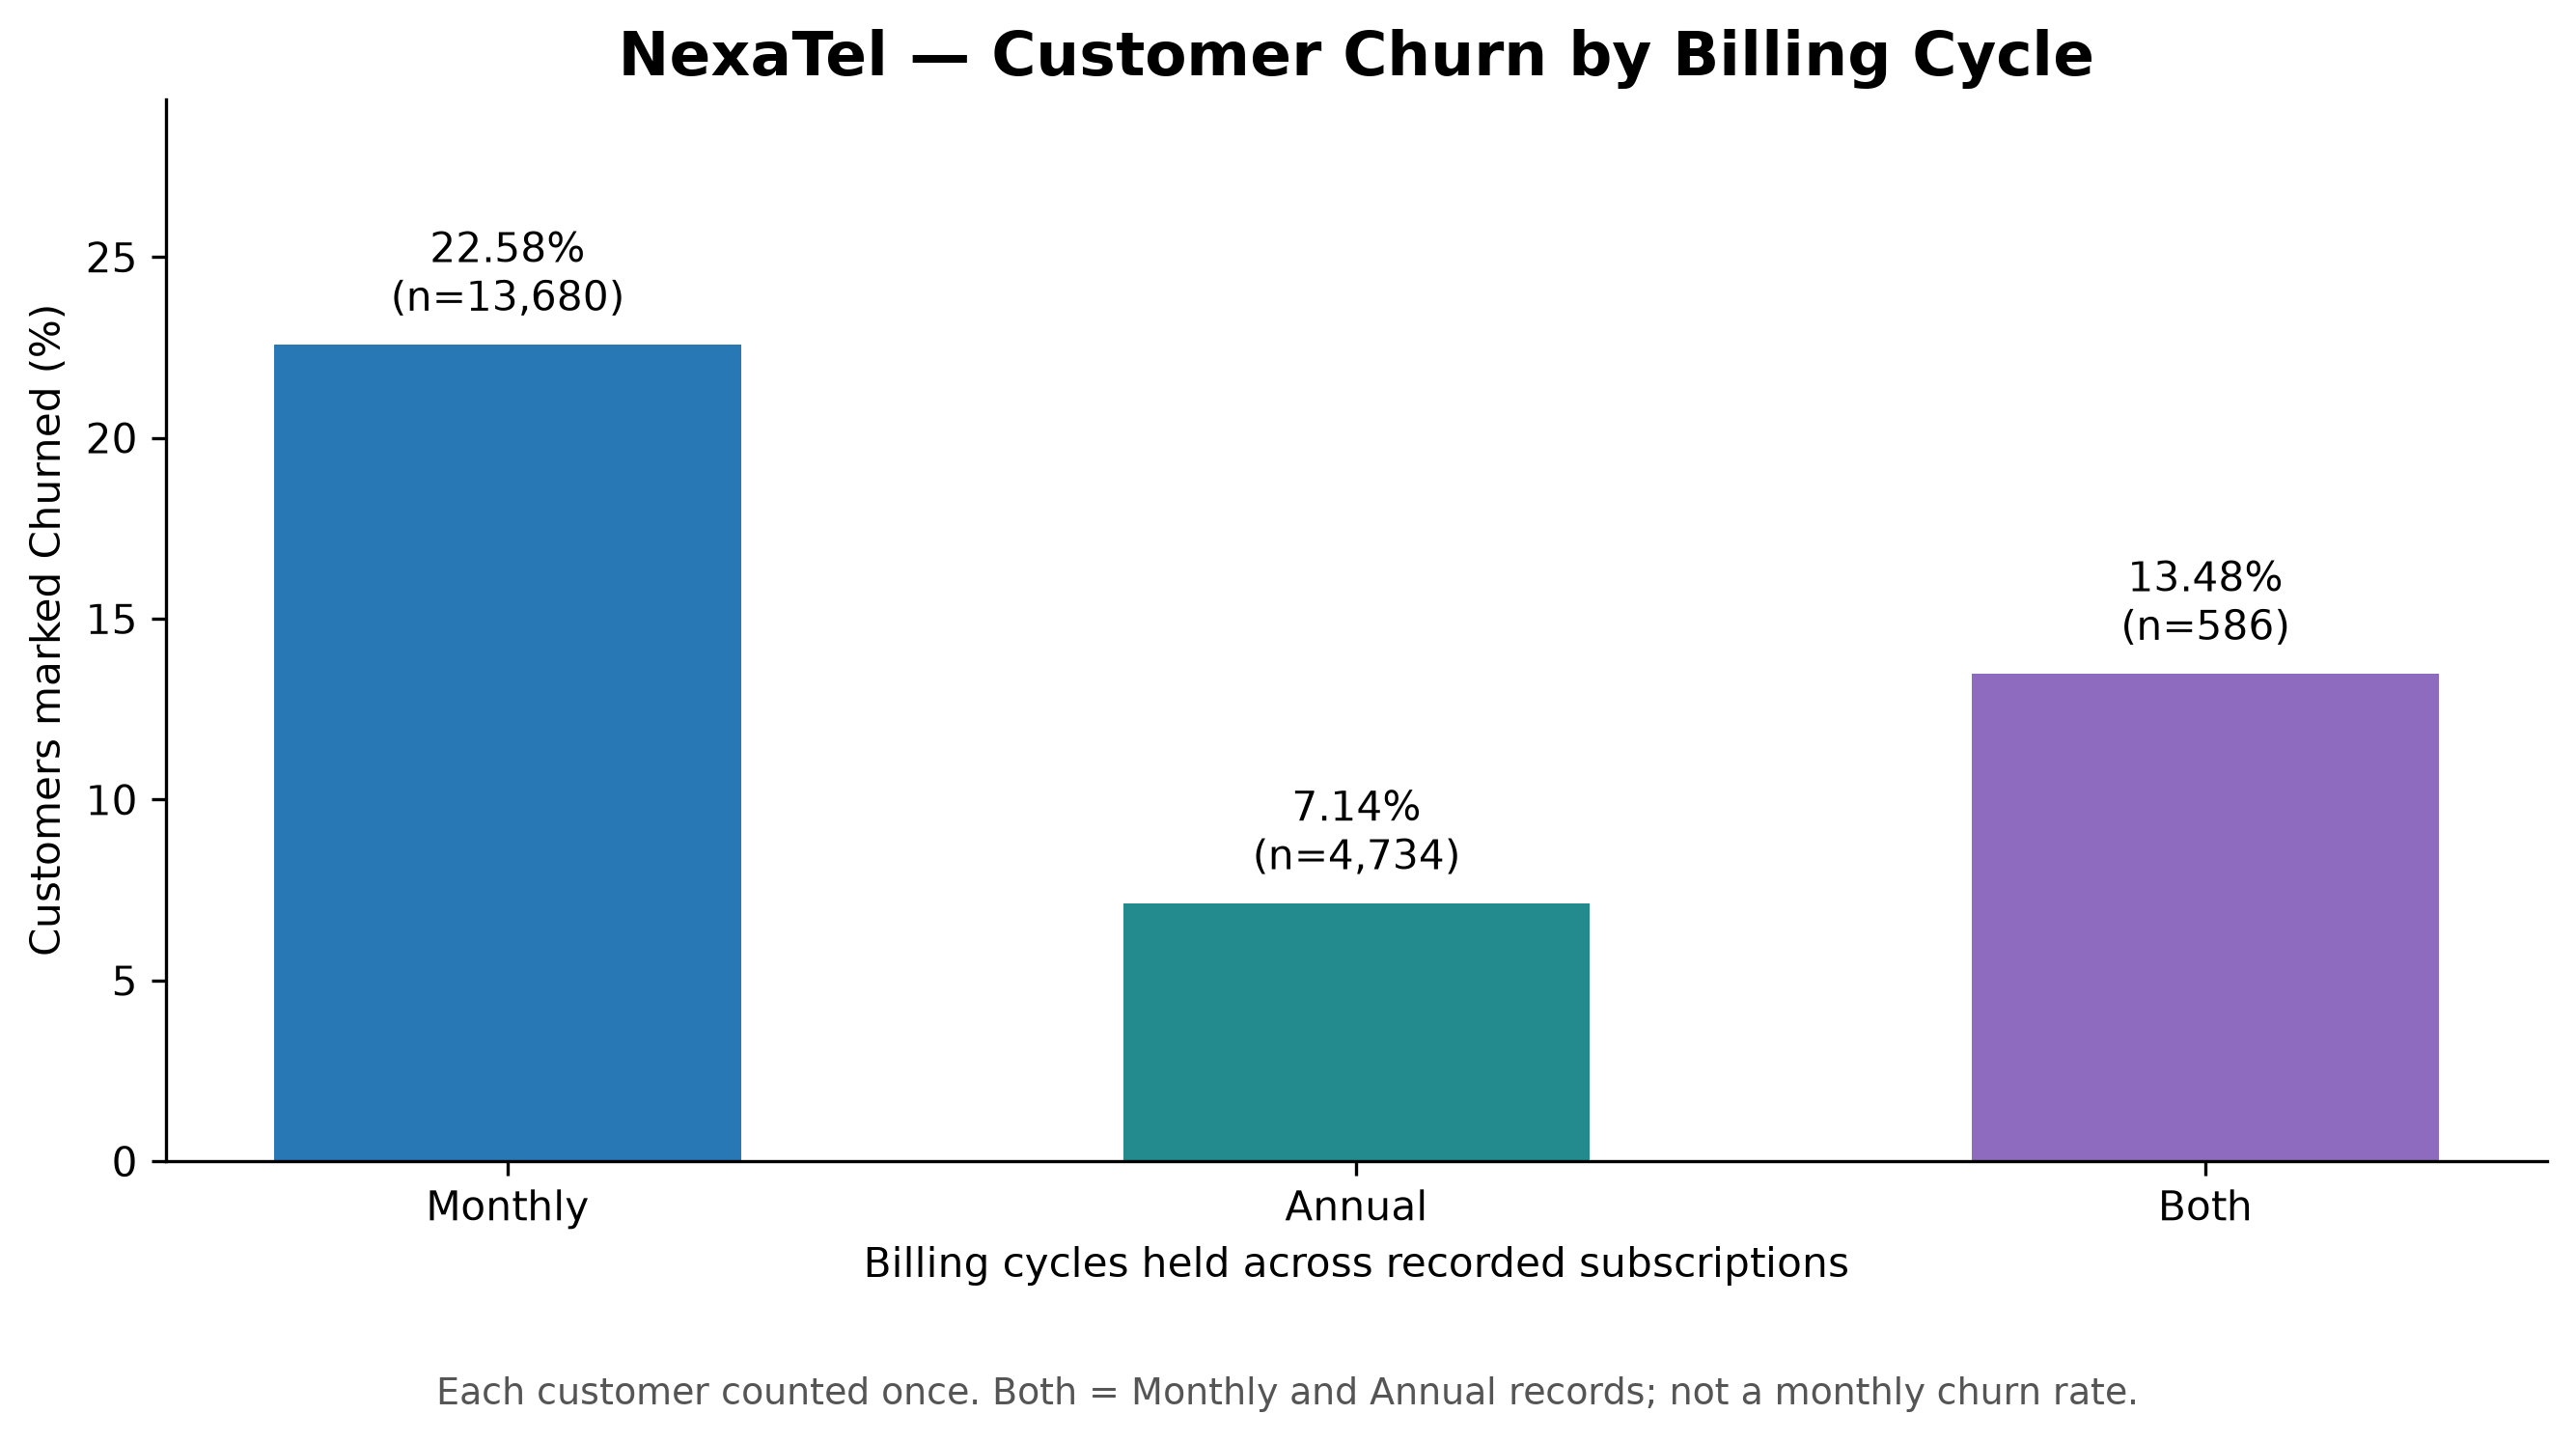 NexaTel — Customer Churn by Billing Cycle
Customers marked Churned (%)
25
20
15
10
5
0
22.58%
(n=13,680)
7.14%
(n=4,734)
13.48%
(n=586)
Monthly
Annual
Both
Billing cycles held across recorded subscriptions
Each customer counted once. Both = Monthly and Annual records; not a monthly churn rate.